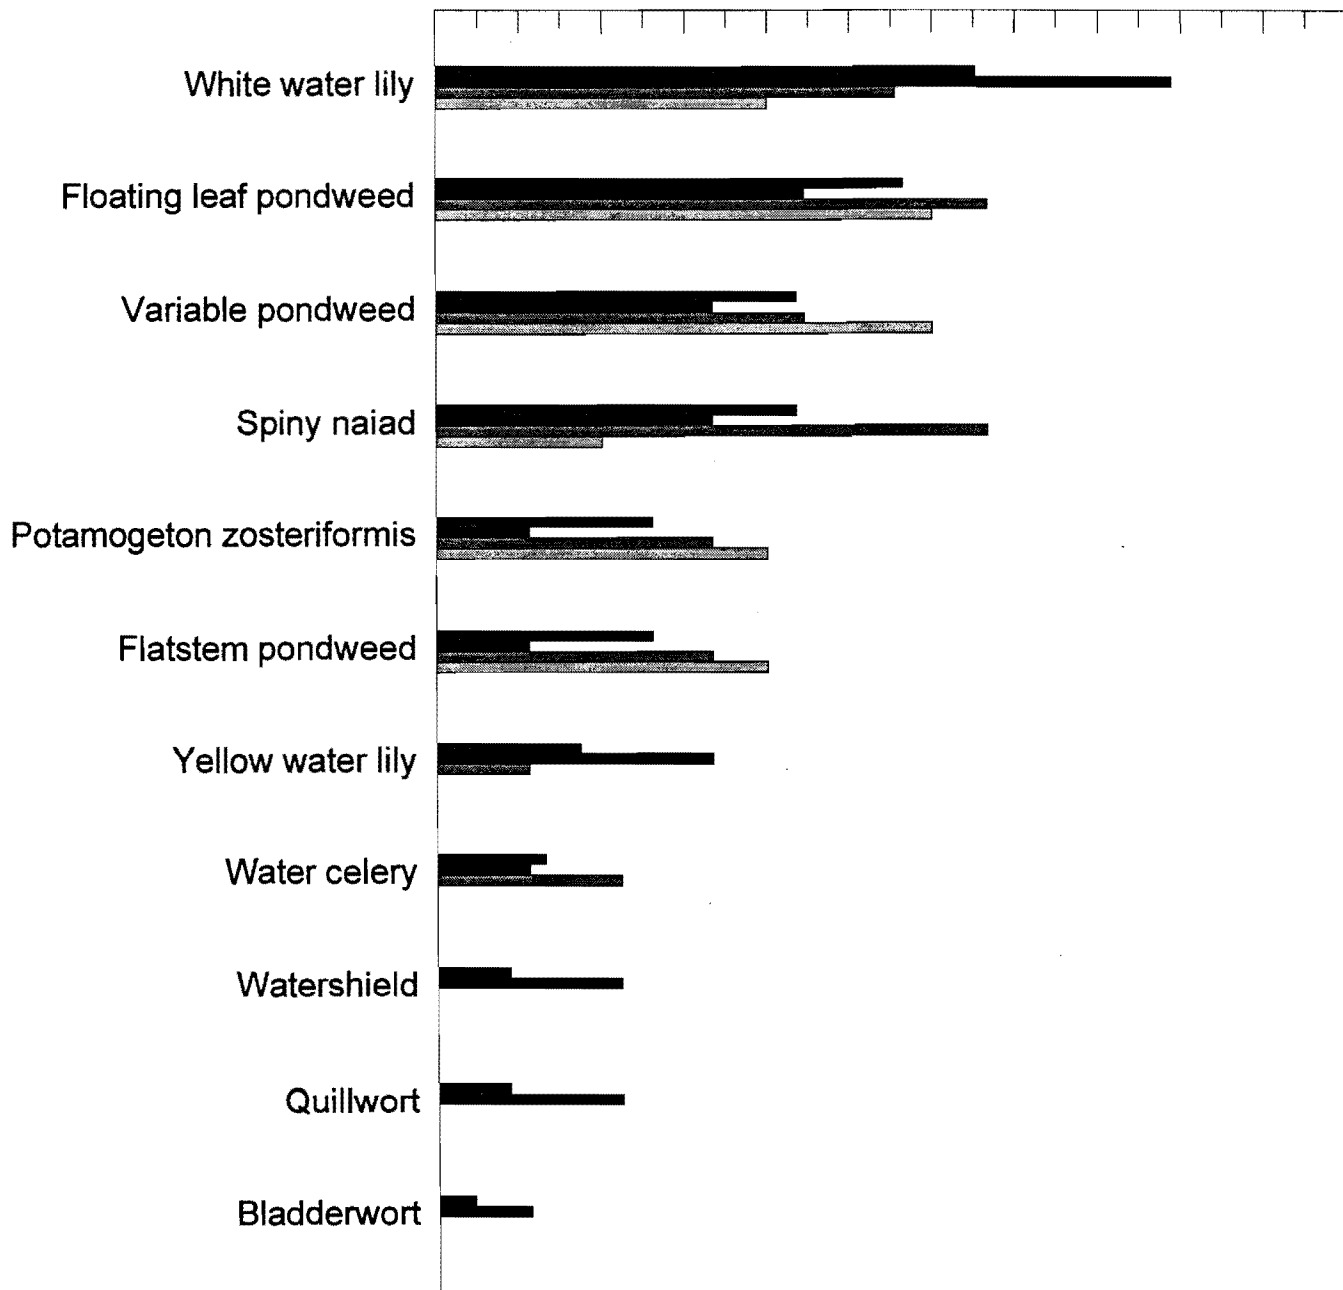 White water lily
Floating leaf pondweed
Variable pondweed
Spiny naiad
Potamogeton zosteriformis
Flatstem pondweed
Yellow water lily
Water celery
Watershield
Quillwort
Bladderwort